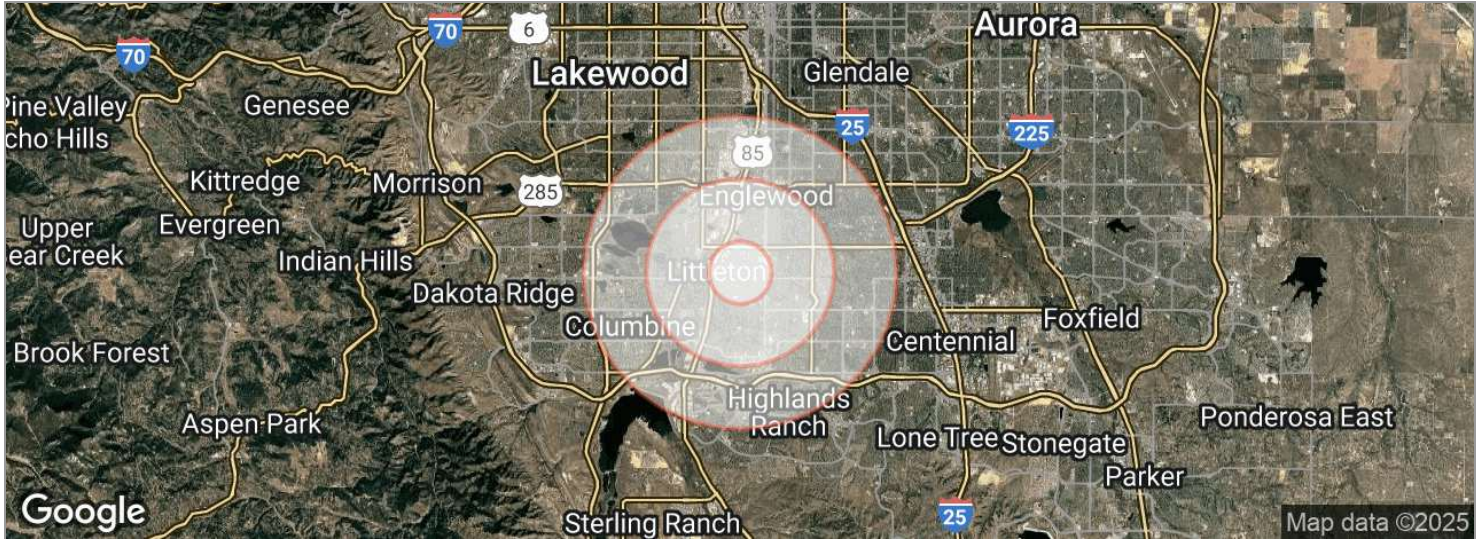 Aurora
70
6
70
Lakewood
Glendale
Pine Valley
Genesee
25
225
cho Hills
85
Kittredge
Morrison
285
Englewood
Evergreen
Upper
ear Creek
Indian Hills
Littleton
Dakota Ridge
Columbine
Foxfield
Centennial
Brook Forest
Highlands
Ranch
Aspen Park
Ponderosa East
Lone Tree
Stonegate
Parker
Google
25
Sterling Ranch
Map data ©2025